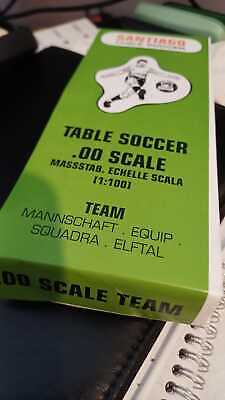 SANTIAGO
TABLE SOCCER
.00 SCALE
MASSSTAB. ECHELLE SCALA
[1:100]
TEAM
MANNSCHAFT . EQUIP .
SQUADRA . ELFTAL
.00 SCALE TEAM